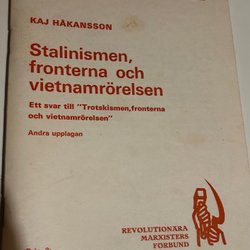 KAJ HÅKANSSON
Stalinismen,
fronterna och
vietnamrörelsen
Ett svar till "Trotskismen,fronterna
och vietnamrörelsen"
Andra upplagan
REVOLUTIONÄRA
MARXISTERS
FÖRBUND